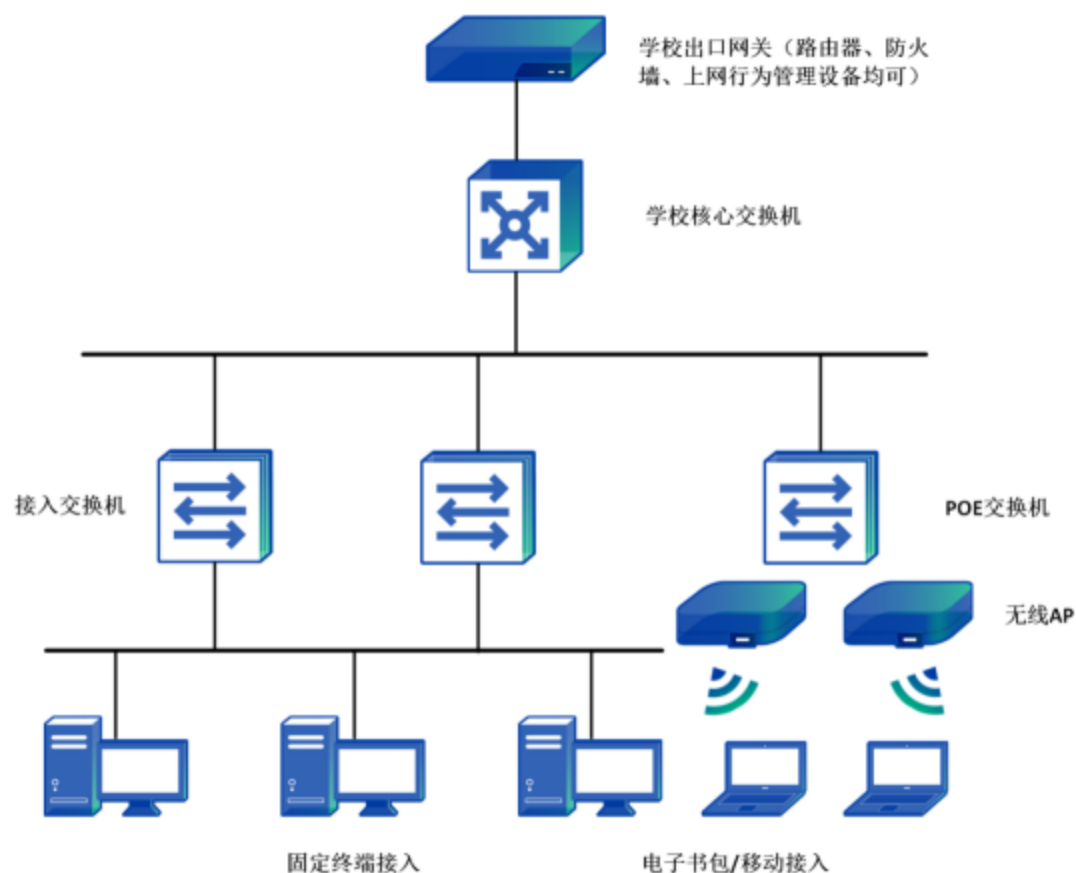 学校出口网关（路由器、防火
墙、上网行为管理设备均可）
学校核心交换机
接入交换机
POE交换机
无线AP
固定终端接入
电子书包/移动接入